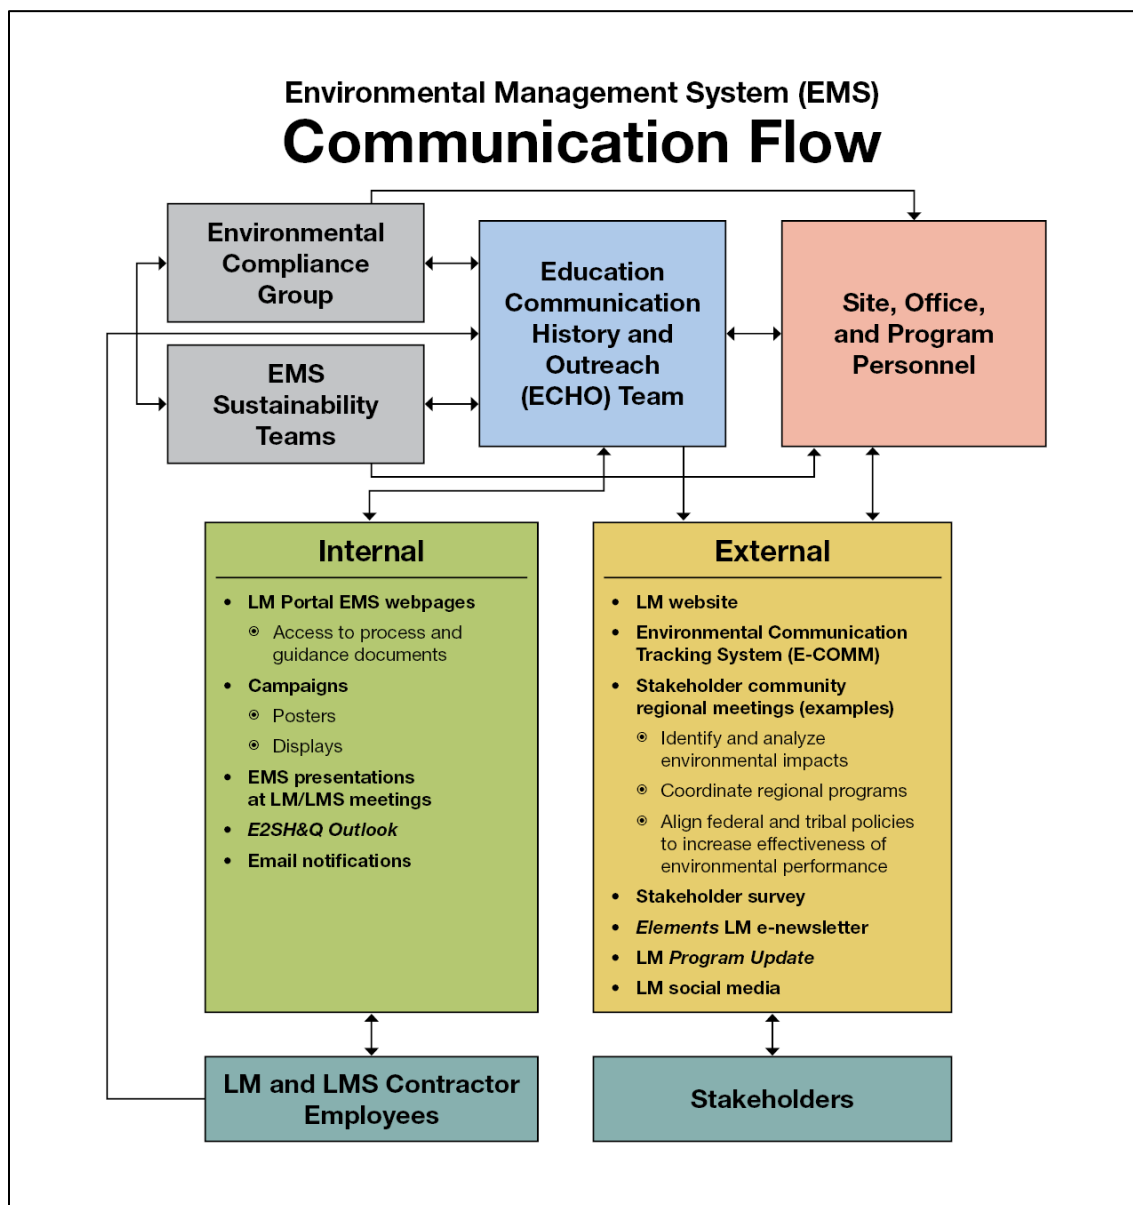 Environmental Management System (EMS)
Communication Flow
Environmental
Compliance
Group
EMS
Sustainability
Teams
Education
Communication
History and
Outreach
(ECHO) Team
Site, Office,
and Program
Personnel
Internal
• LM Portal EMS webpages
Access to process and
guidance documents
• Campaigns
Posters
Displays
• EMS presentations
at LM/LMS meetings
• E2SH&Q Outlook
• Email notifications
External
• LM website
• Environmental Communication
Tracking System (E-COMM)
• Stakeholder community
regional meetings (examples)
Identify and analyze
environmental impacts
Coordinate regional programs
Align federal and tribal policies
to increase effectiveness of
environmental performance
• Stakeholder survey
• Elements LM e-newsletter
• LM Program Update
• LM social media
LM and LMS Contractor
Employees
Stakeholders